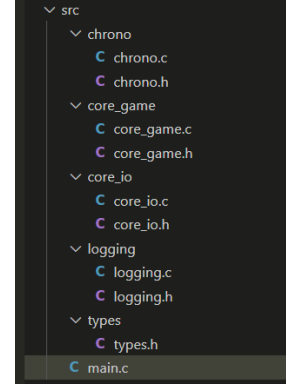 src
chrono
C chrono.c
C chrono.h
core_game
C core_game.c
C core_game.h
core_io
C core_io.c
C core_io.h
logging
C logging.c
C logging.h
types
C types.h
C main.c